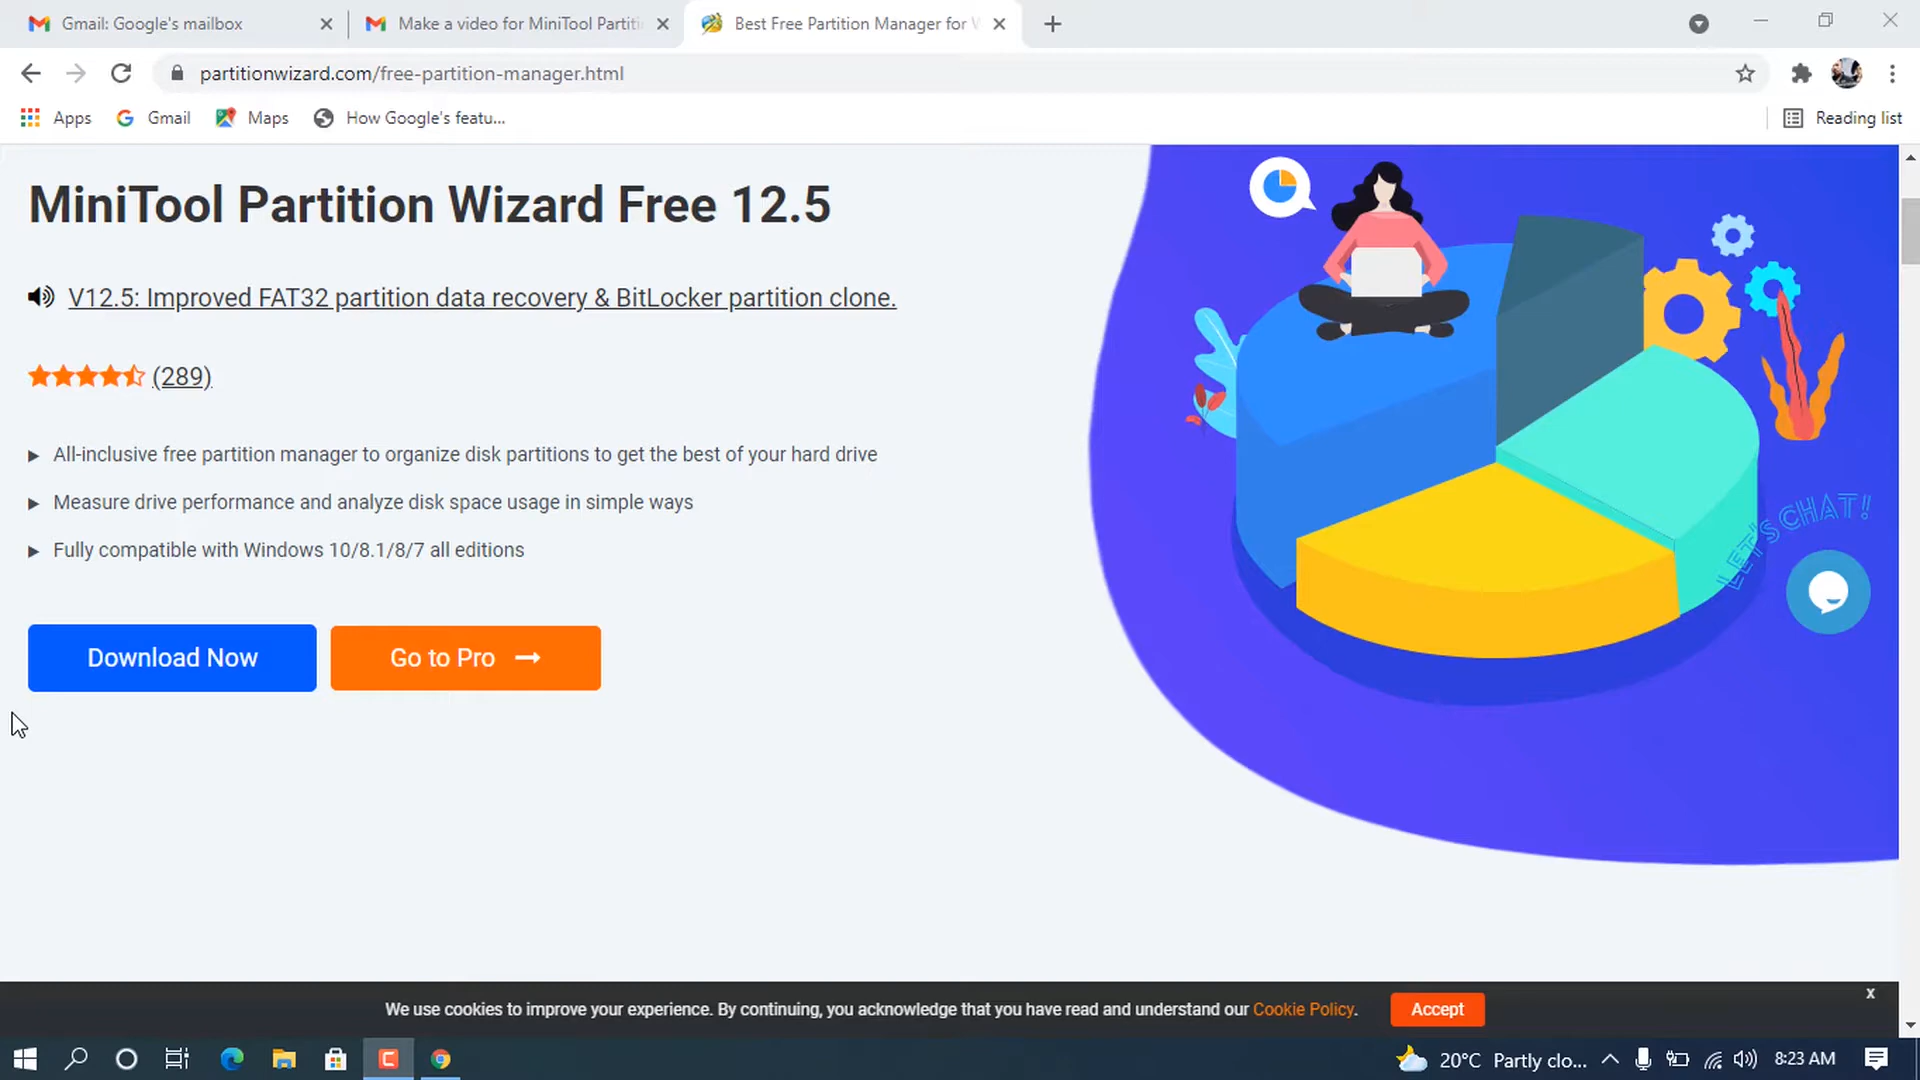 Gmail: Google's mailbox
Make a video for MiniTool Partiti
Best Free Partition Manager for W
partitionwizard.com/free-partition-manager.html
Apps
Gmail
Maps
How Google's featu...
Reading list
MiniTool Partition Wizard Free 12.5
V12.5: Improved FAT32 partition data recovery & BitLocker partition clone.
(289)
All-inclusive free partition manager to organize disk partitions to get the best of your hard drive
Measure drive performance and analyze disk space usage in simple ways
Fully compatible with Windows 10/8.1/8/7 all editions
LET'S CHAT!
Download Now
Go to Pro
We use cookies to improve your experience. By continuing, you acknowledge that you have read and understand our Cookie Policy.
Accept
x
20°C Partly clo...
8:23 AM